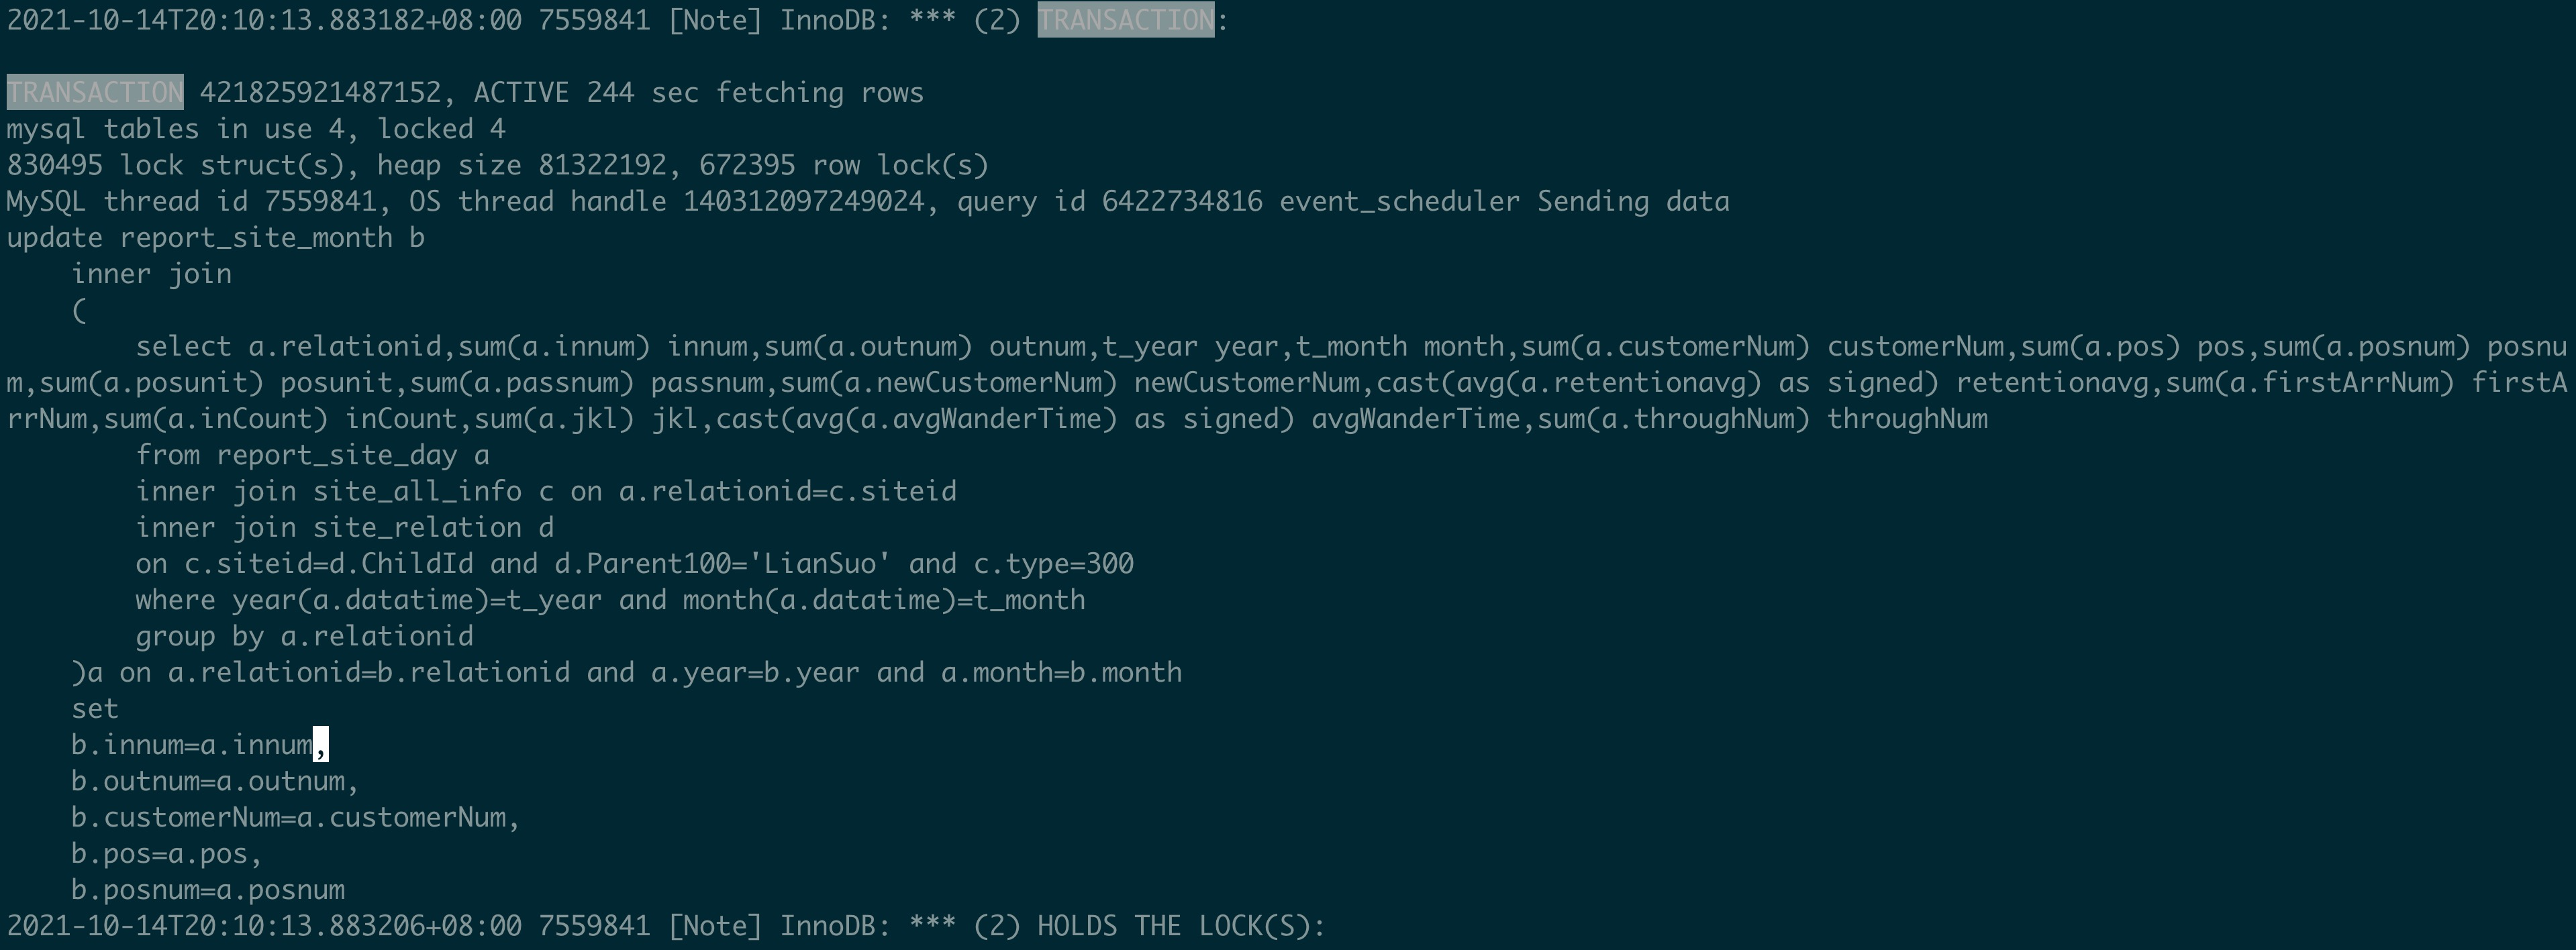 2021-10-14T20:10:13.883182+08:00 7559841 [Note] InnoDB: *** (2) TRANSACTION:
TRANSACTION 421825921487152, ACTIVE 244 sec fetching rows
mysql tables in use 4, locked 4
830495 lock struct(s), heap size 81322192, 672395 row lock(s)
MySQL thread id 7559841, OS thread handle 140312097249024, query id 6422734816 event_scheduler Sending data
update report_site_month b
    inner join
    (
        select a.relationid,sum(a.innum) innum,sum(a.outnum) outnum,t_year year,t_month month,sum(a.customerNum) customerNum,sum(a.pos) pos,sum(a.posnum) posnu
m,sum(a.posunit) posunit,sum(a.passnum) passnum,sum(a.newCustomerNum) newCustomerNum,cast(avg(a.retentionavg) as signed) retentionavg,sum(a.firstArrNum) firstA
rrNum,sum(a.inCount) inCount,sum(a.jkl) jkl,cast(avg(a.avgWanderTime) as signed) avgWanderTime,sum(a.throughNum) throughNum
        from report_site_day a
        inner join site_all_info c on a.relationid=c.siteid
        inner join site_relation d
        on c.siteid=d.ChildId and d.Parent100='LianSuo' and c.type=300
        where year(a.datatime)=t_year and month(a.datatime)=t_month
        group by a.relationid
    )a on a.relationid=b.relationid and a.year=b.year and a.month=b.month
    set
    b.innum=a.innum,
    b.outnum=a.outnum,
    b.customerNum=a.customerNum,
    b.pos=a.pos,
    b.posnum=a.posnum
2021-10-14T20:10:13.883206+08:00 7559841 [Note] InnoDB: *** (2) HOLDS THE LOCK(S):